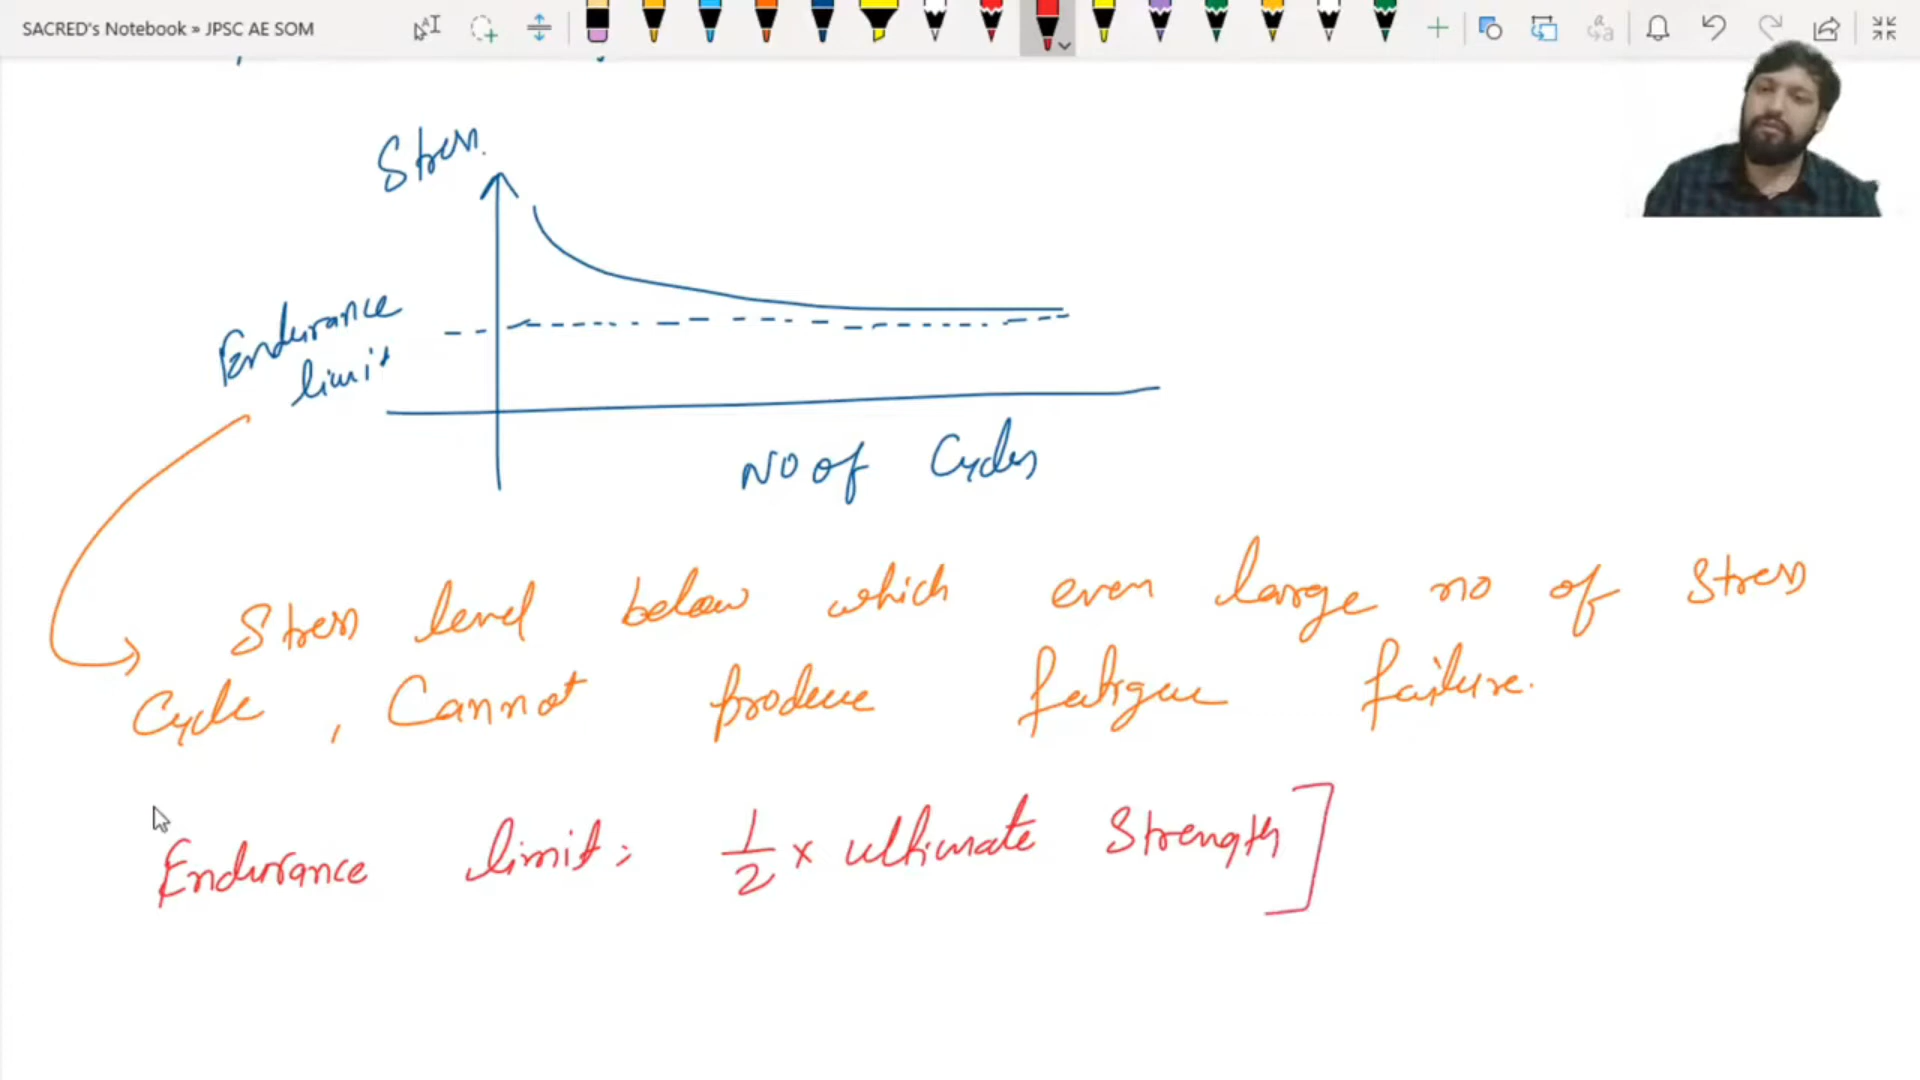 SACRED's Notebook » JPSC AE SOM
Stress.
Endurance
limit
No of Cycles
Stress level below which even large no of stress
Cycle, Cannot produce fatigue failure.
Endurance limit: 1/2 x ultimate Strength]